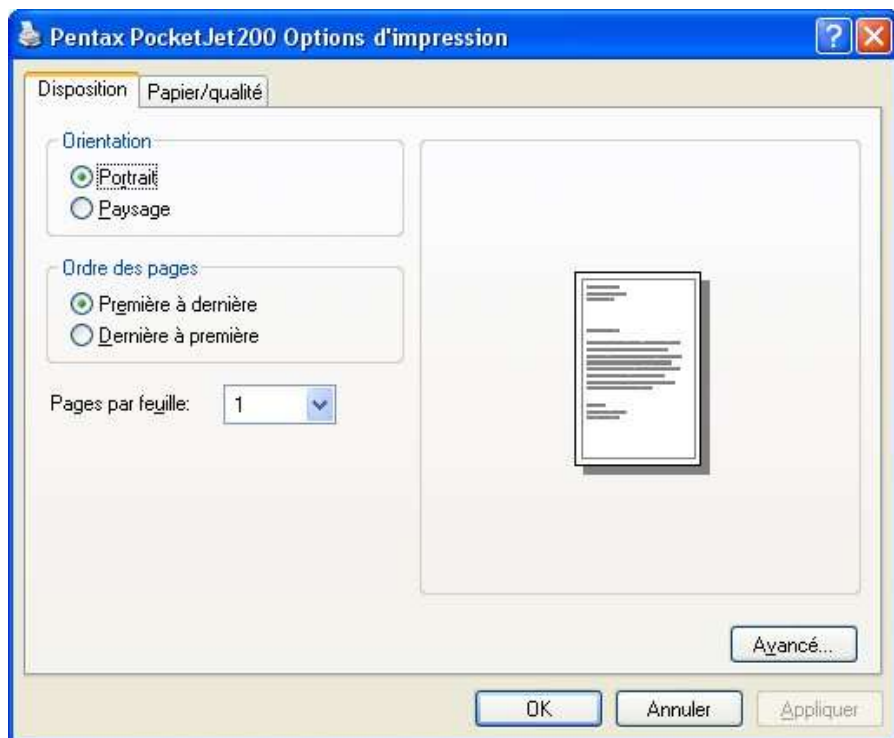 Pentax PocketJet200 Options d'impression
Disposition
Papier/qualité
Orientation
Portrait
Paysage
Ordre des pages
Première à dernière
Dernière à première
Pages par feuille: 1
Avancé...
OK
Annuler
Appliquer